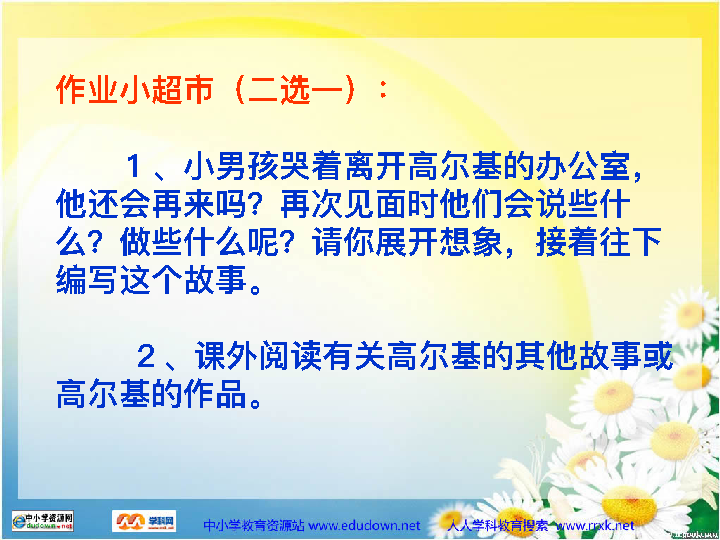 作业小超市（二选一）：
1、小男孩哭着离开高尔基的办公室，
他还会再来吗？再次见面时他们会说些什
么？做些什么呢？请你展开想象，接着往下
编写这个故事。
2、课外阅读有关高尔基的其他故事或
高尔基的作品。
中小学资源网
edudown.net
学科网
中小学教育资源站 www.edudown.net 人人学科教育搜索 www.rrxk.net